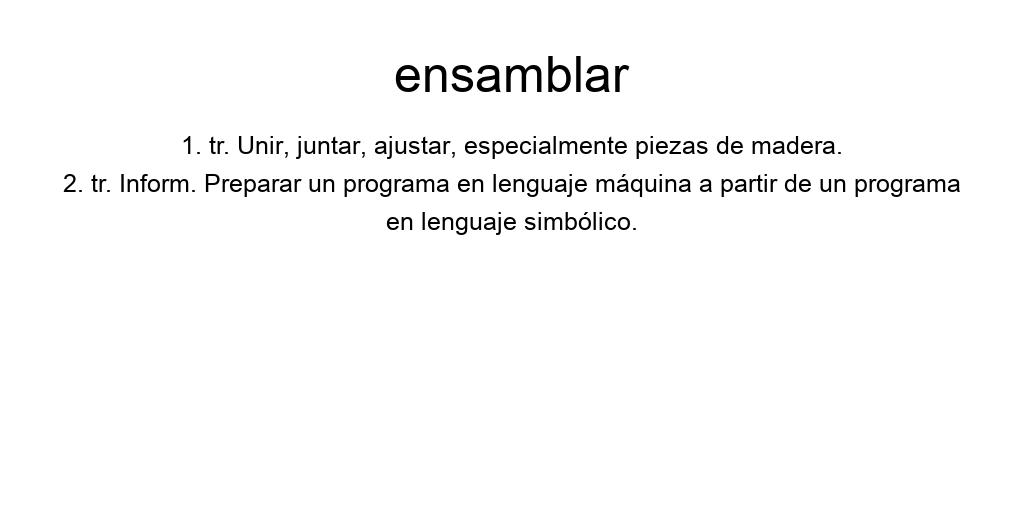 ensamblar
1. tr. Unir, juntar, ajustar, especialmente piezas de madera.
2. tr. Inform. Preparar un programa en lenguaje máquina a partir de un programa
en lenguaje simbólico.